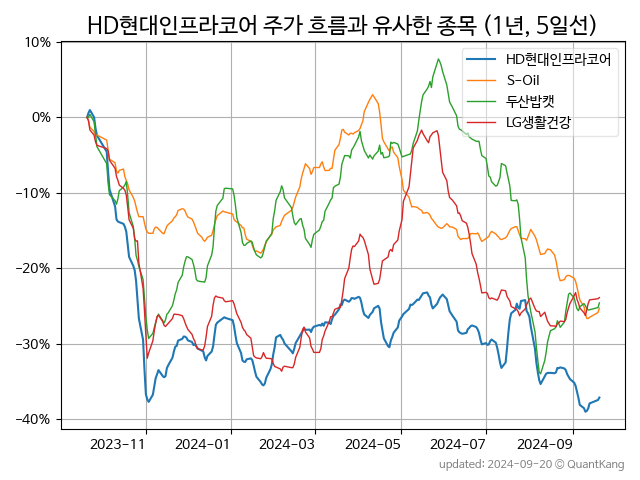 HD현대인프라코어 주가 흐름과 유사한 종목 (1년, 5일선)
HD현대인프라코어
S-Oil
두산밥캣
LG생활건강
10%
0%
−10%
−20%
−30%
−40%
2023-11
2024-01
2024-03
2024-05
2024-07
2024-09
updated: 2024-09-20 © QuantKang